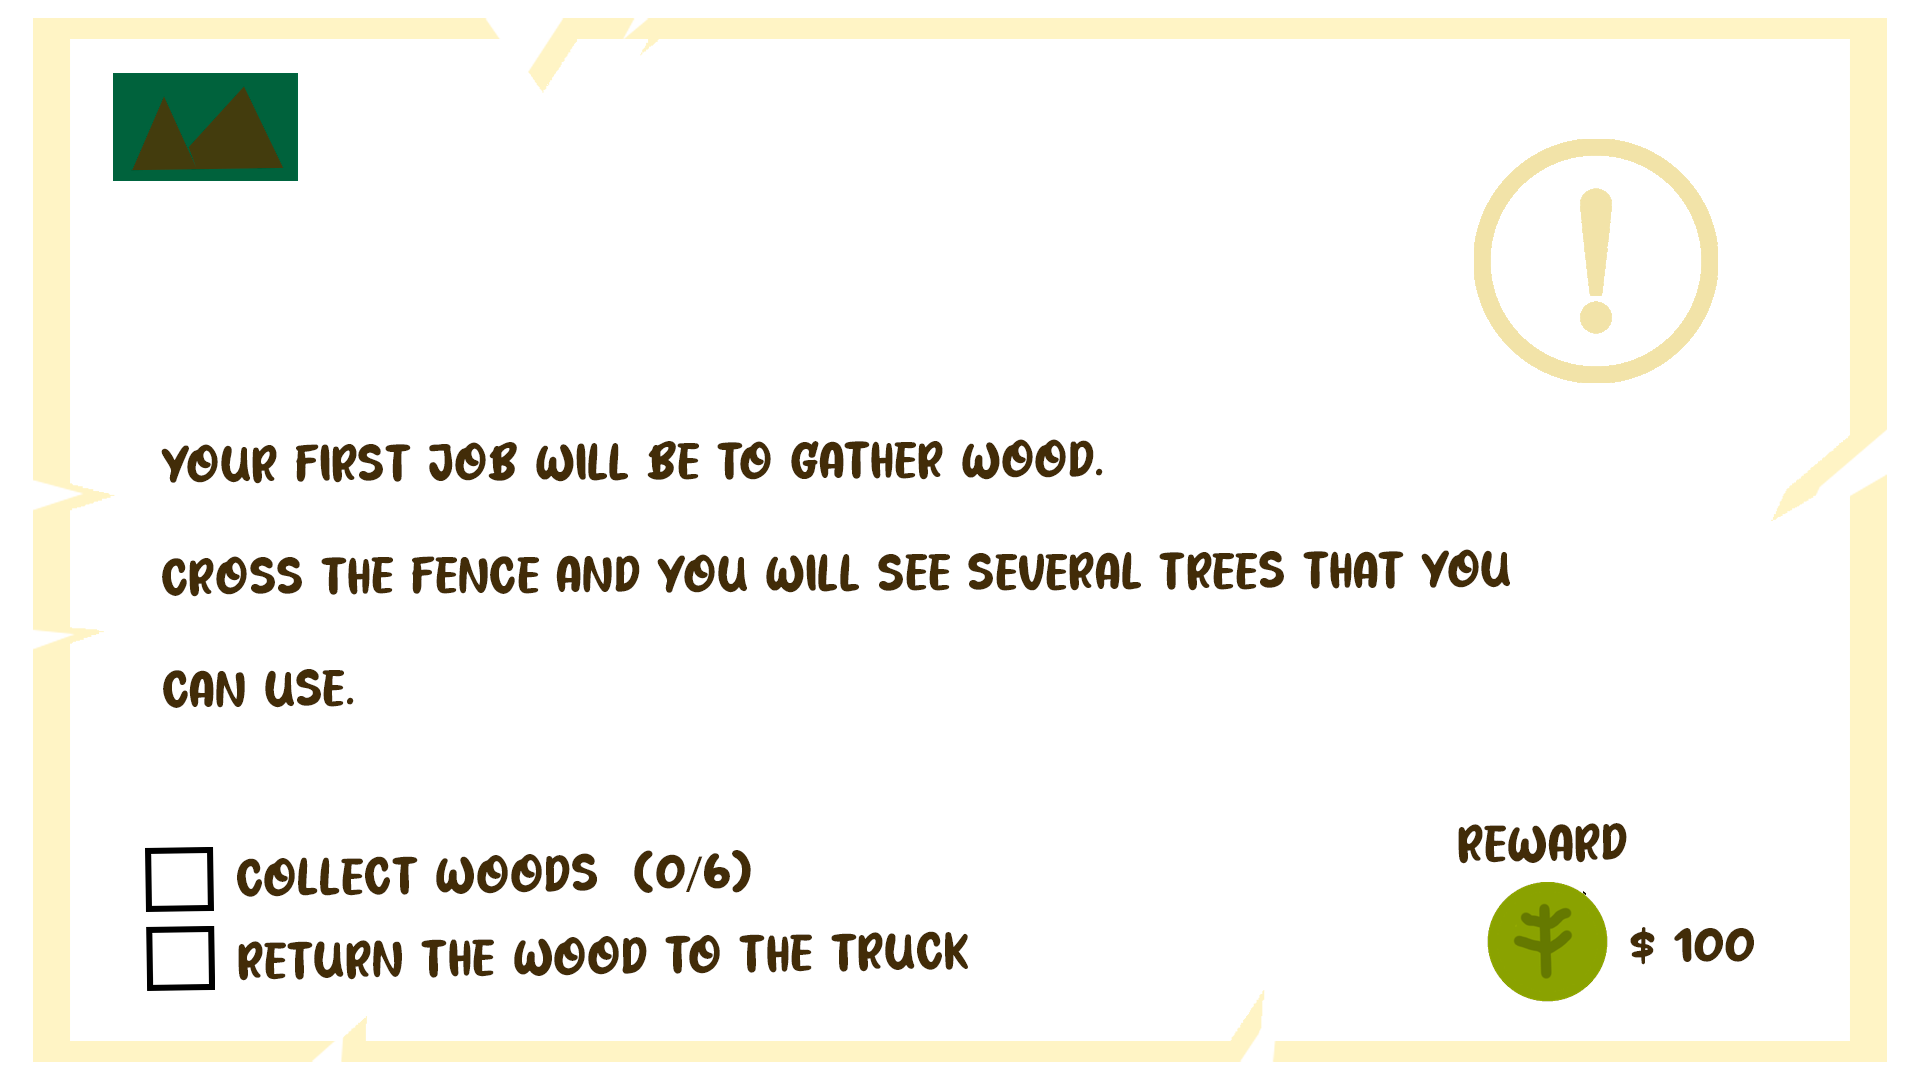 YOUR FIRST JOB WILL BE TO GATHER WOOD.
CROSS THE FENCE AND YOU WILL SEE SEVERAL TREES THAT YOU
CAN USE.
COLLECT WOODS (0/6)
RETURN THE WOOD TO THE TRUCK
REWARD
$ 100